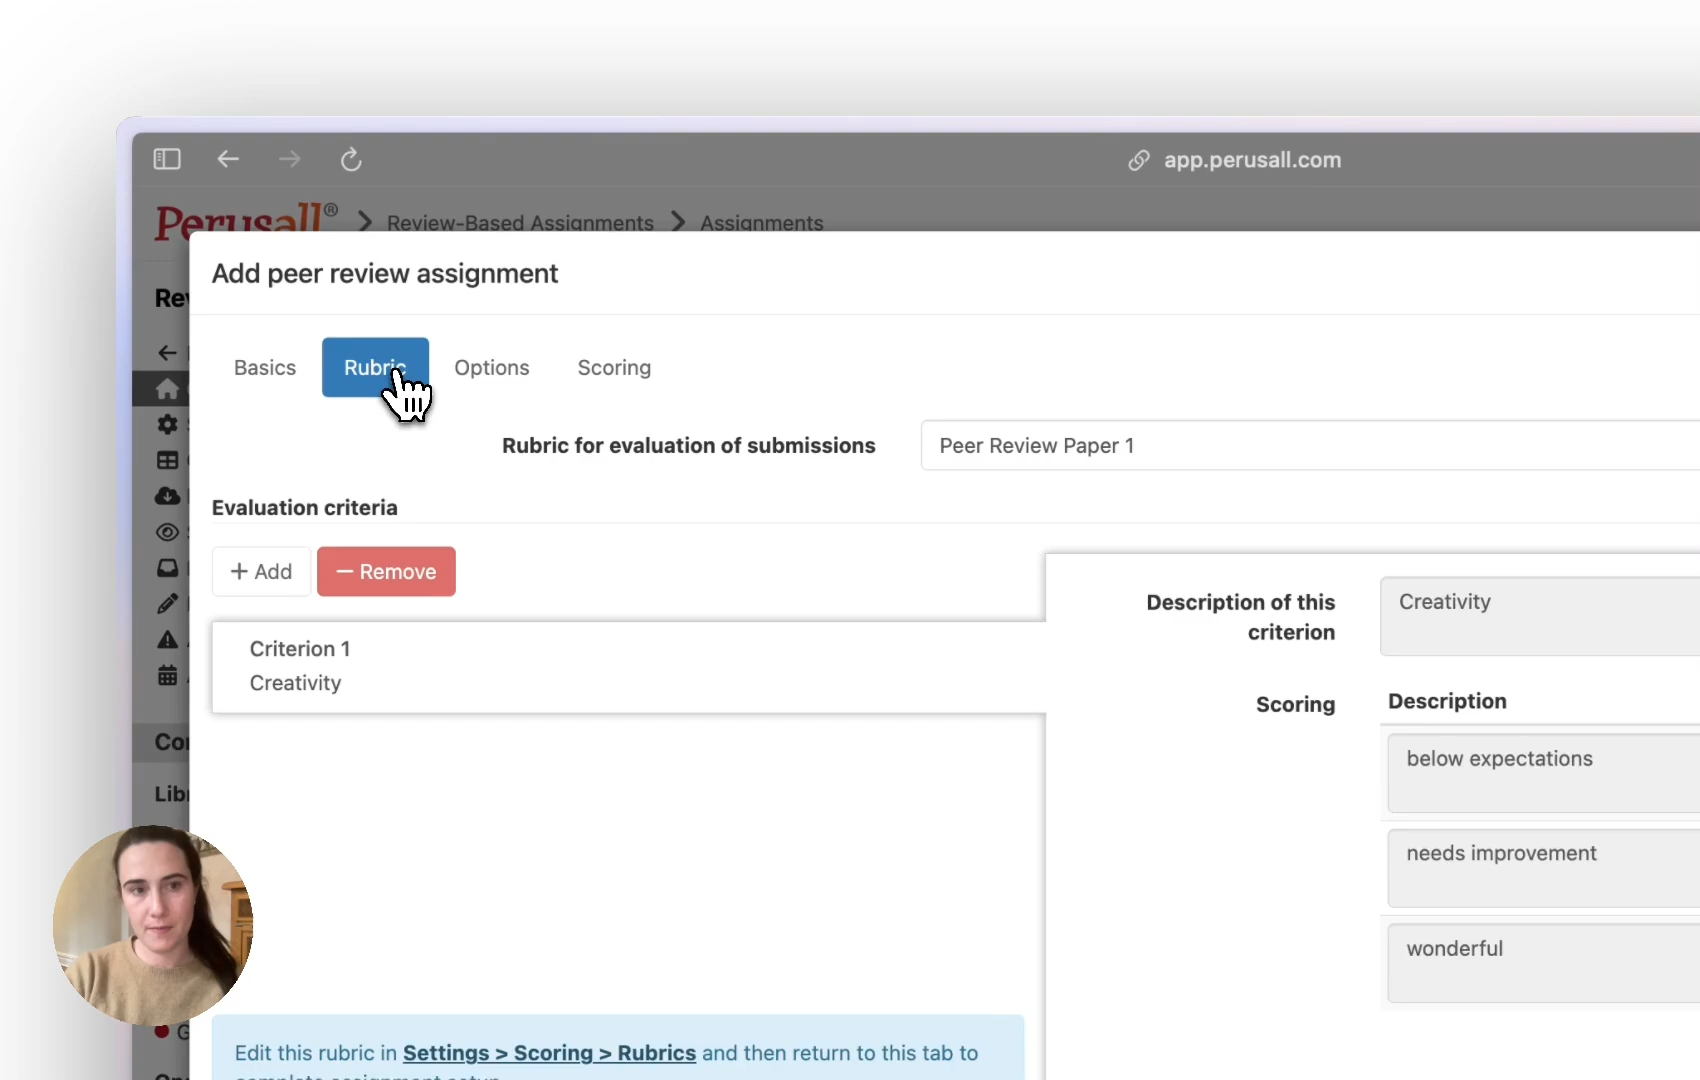 app.perusall.com
Perusall® > Review-Based Assignments > Assignments
Add peer review assignment
Basics Rubric Options Scoring
Rubric for evaluation of submissions Peer Review Paper 1
Evaluation criteria
+ Add − Remove
Criterion 1
Creativity
Description of this
criterion
Creativity
Scoring Description
below expectations
needs improvement
wonderful
Edit this rubric in Settings > Scoring > Rubrics and then return to this tab to
complete assignment setup